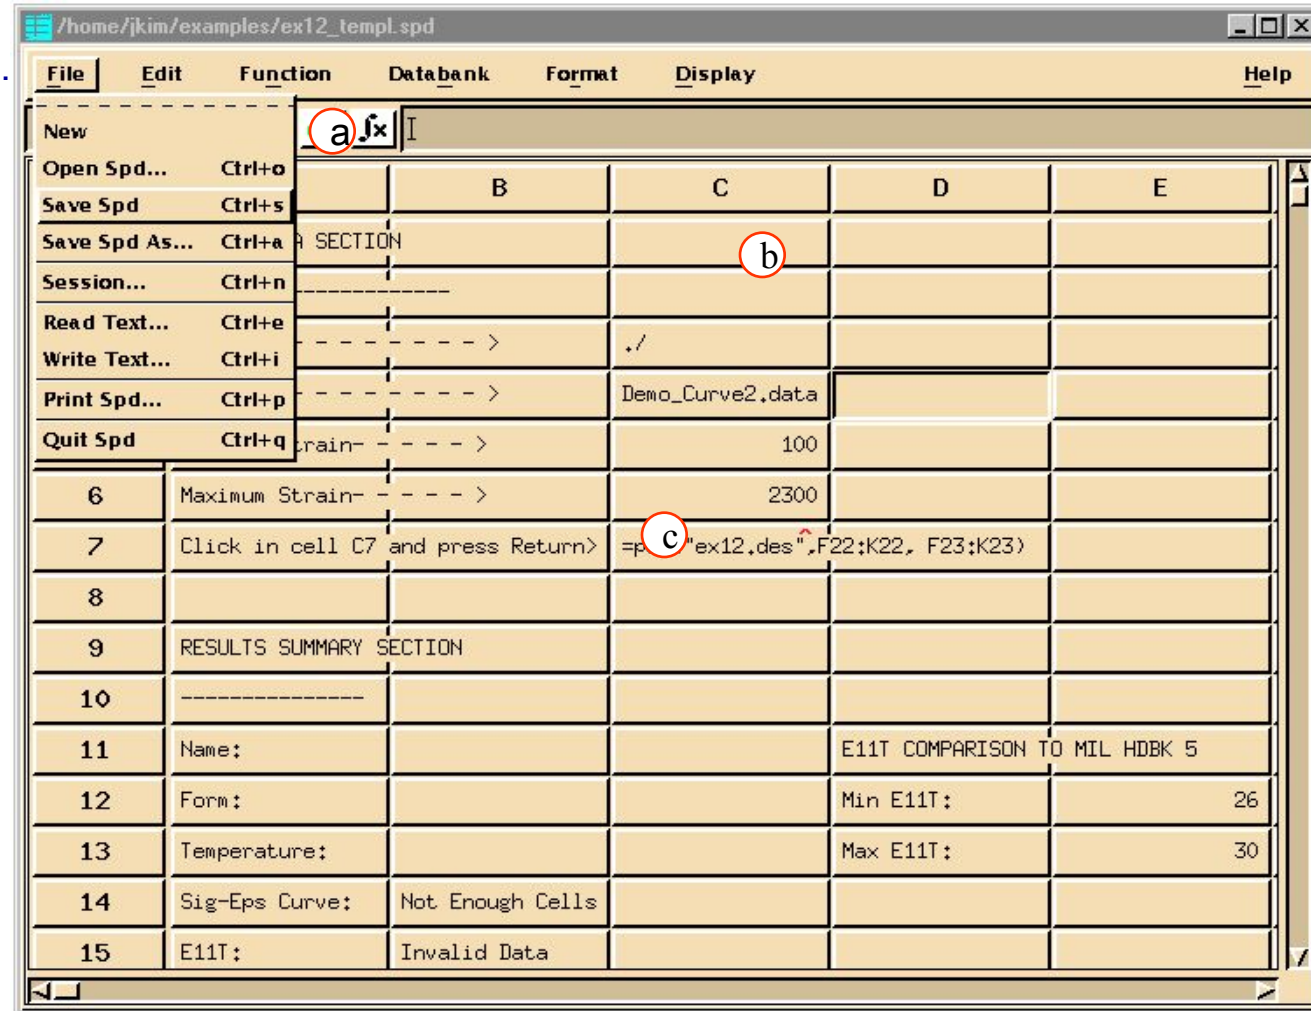 /home/jkim/examples/ex12_templ.spd
File Edit Function Databank Format Display Help
New
a
Open Spd... Ctrl+o
B C D E
Save Spd Ctrl+s
Save Spd As... Ctrl+a SECTION
b
Session... Ctrl+n
-------------
Read Text... Ctrl+e
- - - - - - - - - > ./
Write Text... Ctrl+i
Print Spd... Ctrl+p - - - - - - - - - > Demo_Curve2.data
Quit Spd Ctrl+q train- - - - - > 100
6 Maximum Strain- - - - - > 2300
c
7 Click in cell C7 and press Return> "ex12.des",F22:K22, F23:K23)
8
9 RESULTS SUMMARY SECTION
10 ---------------
11 Name: E11T COMPARISON TO MIL HDBK 5
12 Form: Min E11T: 26
13 Temperature: Max E11T: 30
14 Sig-Eps Curve: Not Enough Cells
15 E11T: Invalid Data